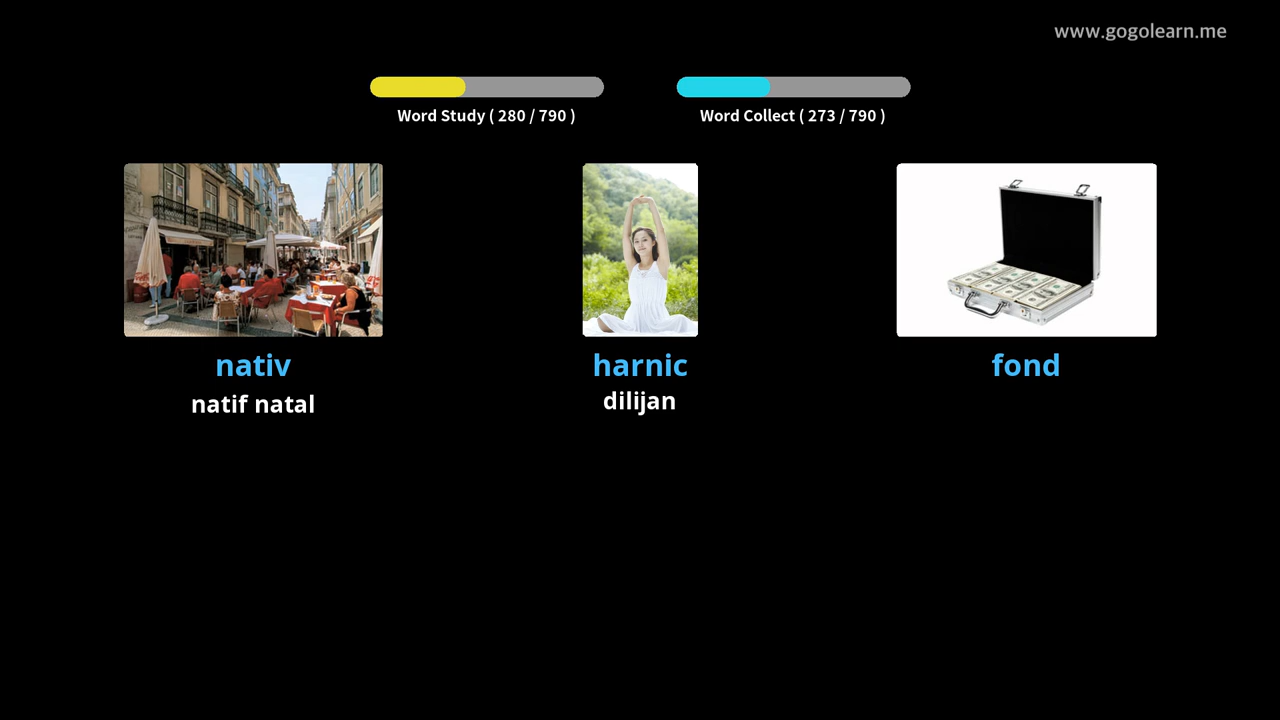 www.gogolearn.me
Word Study ( 280 / 790 )
Word Collect ( 273 / 790 )
nativ
natif natal
harnic
dilijan
fond